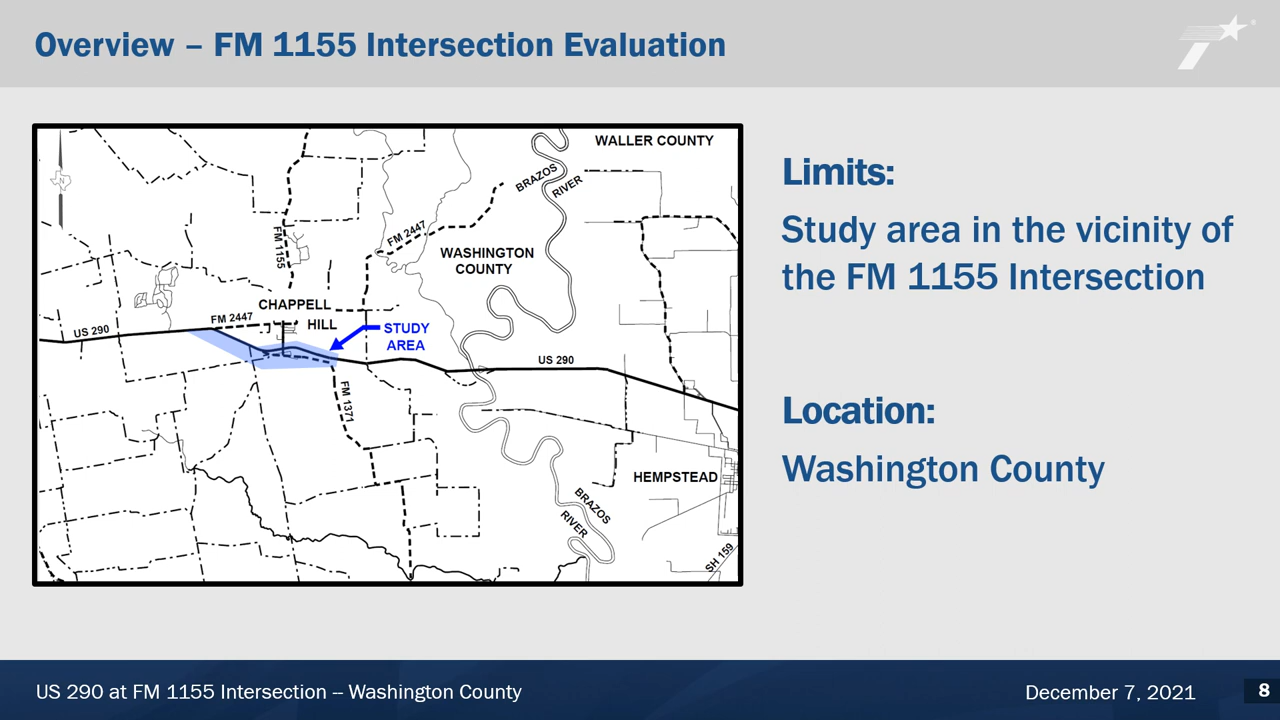 Overview – FM 1155 Intersection Evaluation
WALLER COUNTY
BRAZOS
RIVER
FM 2447
FM 1155
WASHINGTON
COUNTY
CHAPPELL
HILL
FM 2447
US 290
STUDY
AREA
US 290
FM 1371
HEMPSTEAD
BRAZOS
RIVER
SH 159
Limits:
Study area in the vicinity of
the FM 1155 Intersection
Location:
Washington County
US 290 at FM 1155 Intersection -- Washington County
December 7, 2021
8